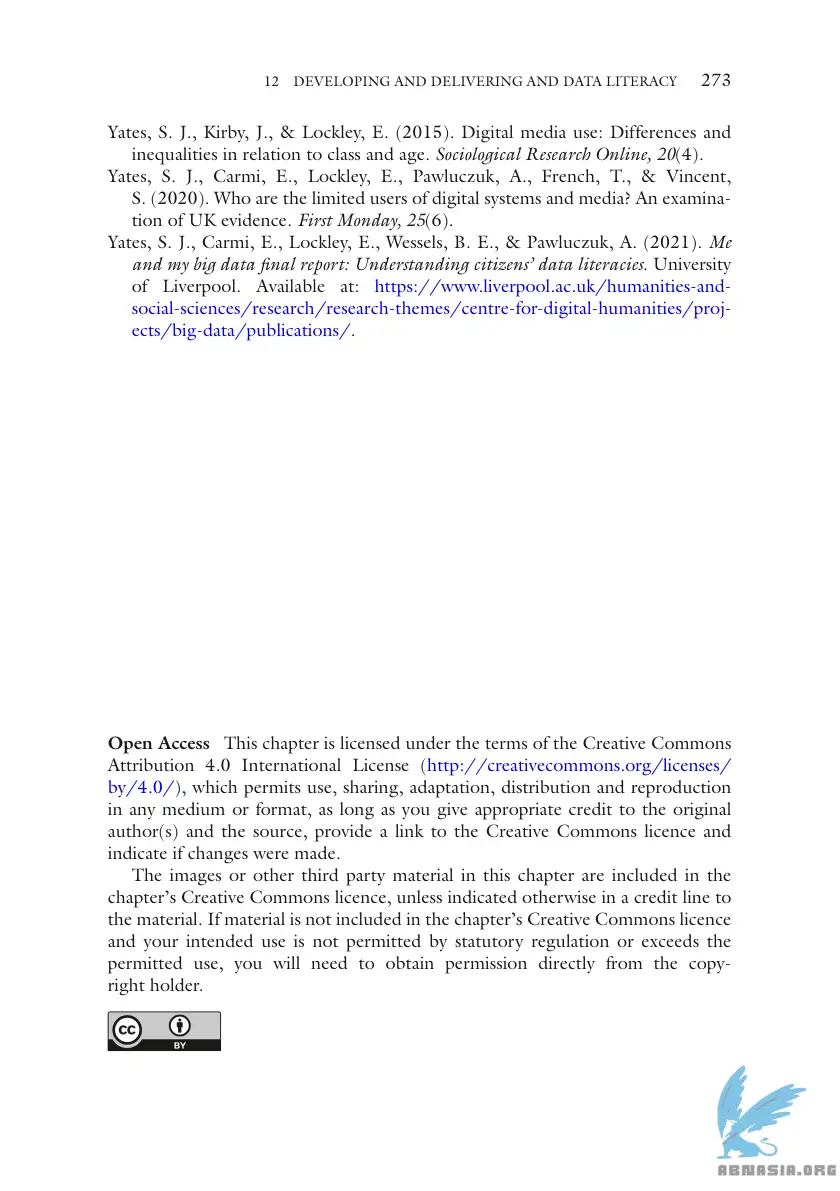 12 DEVELOPING AND DELIVERING AND DATA LITERACY 273
Yates, S. J., Kirby, J., & Lockley, E. (2015). Digital media use: Differences and
inequalities in relation to class and age. Sociological Research Online, 20(4).
Yates, S. J., Carmi, E., Lockley, E., Pawluczuk, A., French, T., & Vincent,
S. (2020). Who are the limited users of digital systems and media? An examina-
tion of UK evidence. First Monday, 25(6).
Yates, S. J., Carmi, E., Lockley, E., Wessels, B. E., & Pawluczuk, A. (2021). Me
and my big data final report: Understanding citizens’ data literacies. University
of Liverpool. Available at: https://www.liverpool.ac.uk/humanities-and-
social-sciences/research/research-themes/centre-for-digital-humanities/proj-
ects/big-data/publications/.
Open Access This chapter is licensed under the terms of the Creative Commons
Attribution 4.0 International License (http://creativecommons.org/licenses/
by/4.0/), which permits use, sharing, adaptation, distribution and reproduction
in any medium or format, as long as you give appropriate credit to the original
author(s) and the source, provide a link to the Creative Commons licence and
indicate if changes were made.
The images or other third party material in this chapter are included in the
chapter’s Creative Commons licence, unless indicated otherwise in a credit line to
the material. If material is not included in the chapter’s Creative Commons licence
and your intended use is not permitted by statutory regulation or exceeds the
permitted use, you will need to obtain permission directly from the copy-
right holder.
cc
BY
ABNASIA.ORG